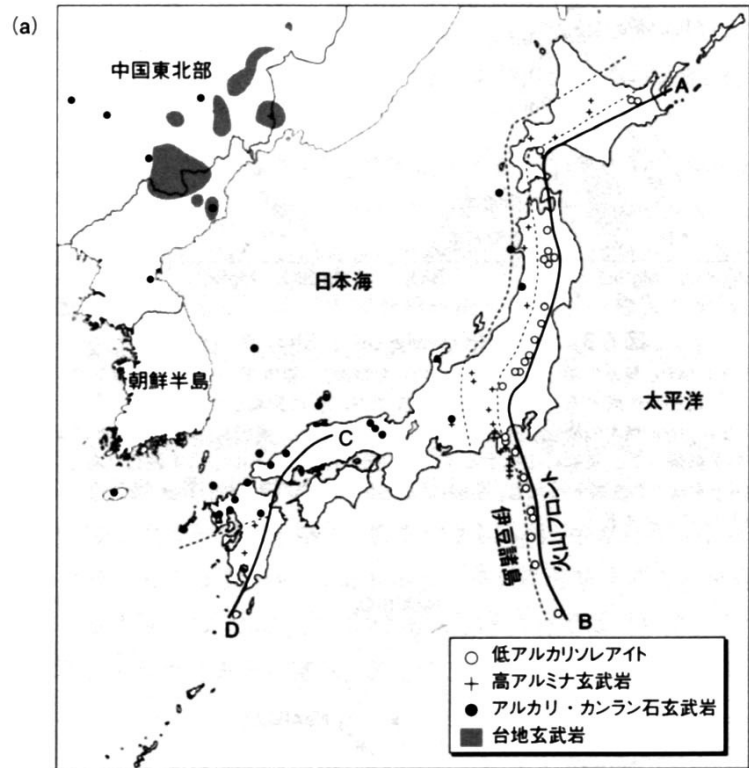 (a)
中国東北部
A
日本海
朝鮮半島
太平洋
C
火山フロント
伊豆諸島
D
B
低アルカリソレアイト
高アルミナ玄武岩
アルカリ・カンラン石玄武岩
台地玄武岩